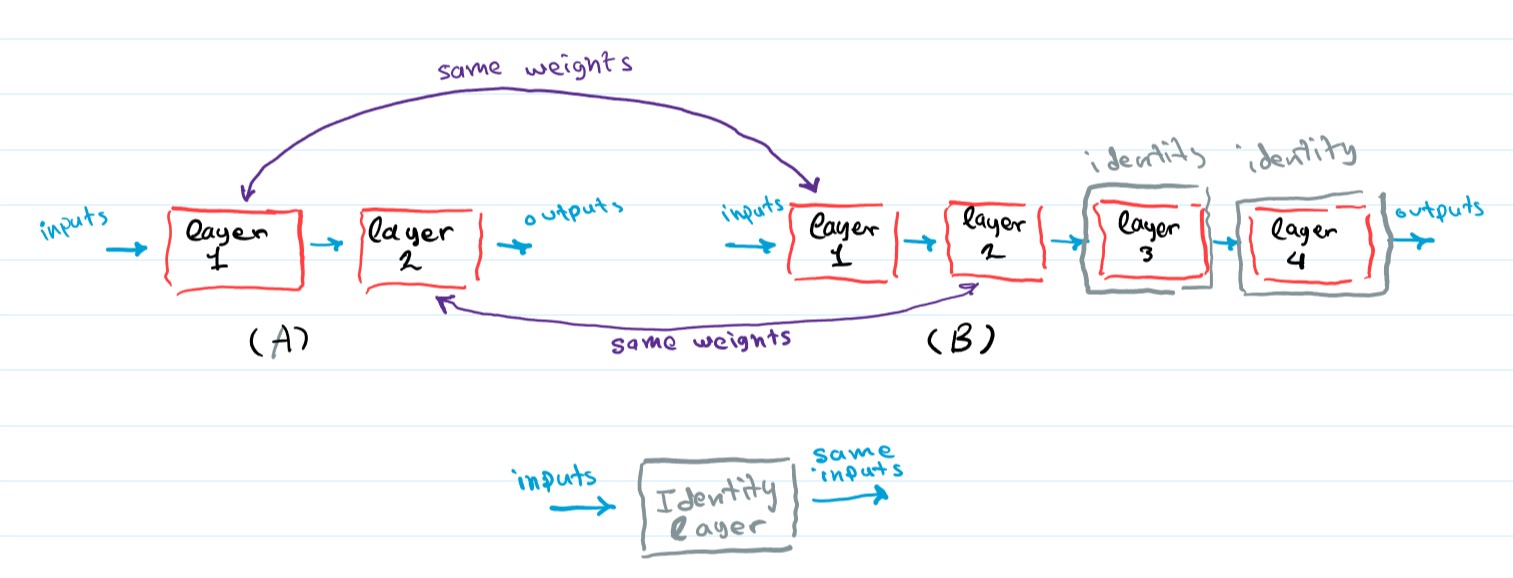 same weights
identits identity
inputs layer 1 layer 2 outputs inputs layer 1 layer 2 layer 3 layer 4 outputs
(A) same weights (B)
inputs Identity layer same inputs